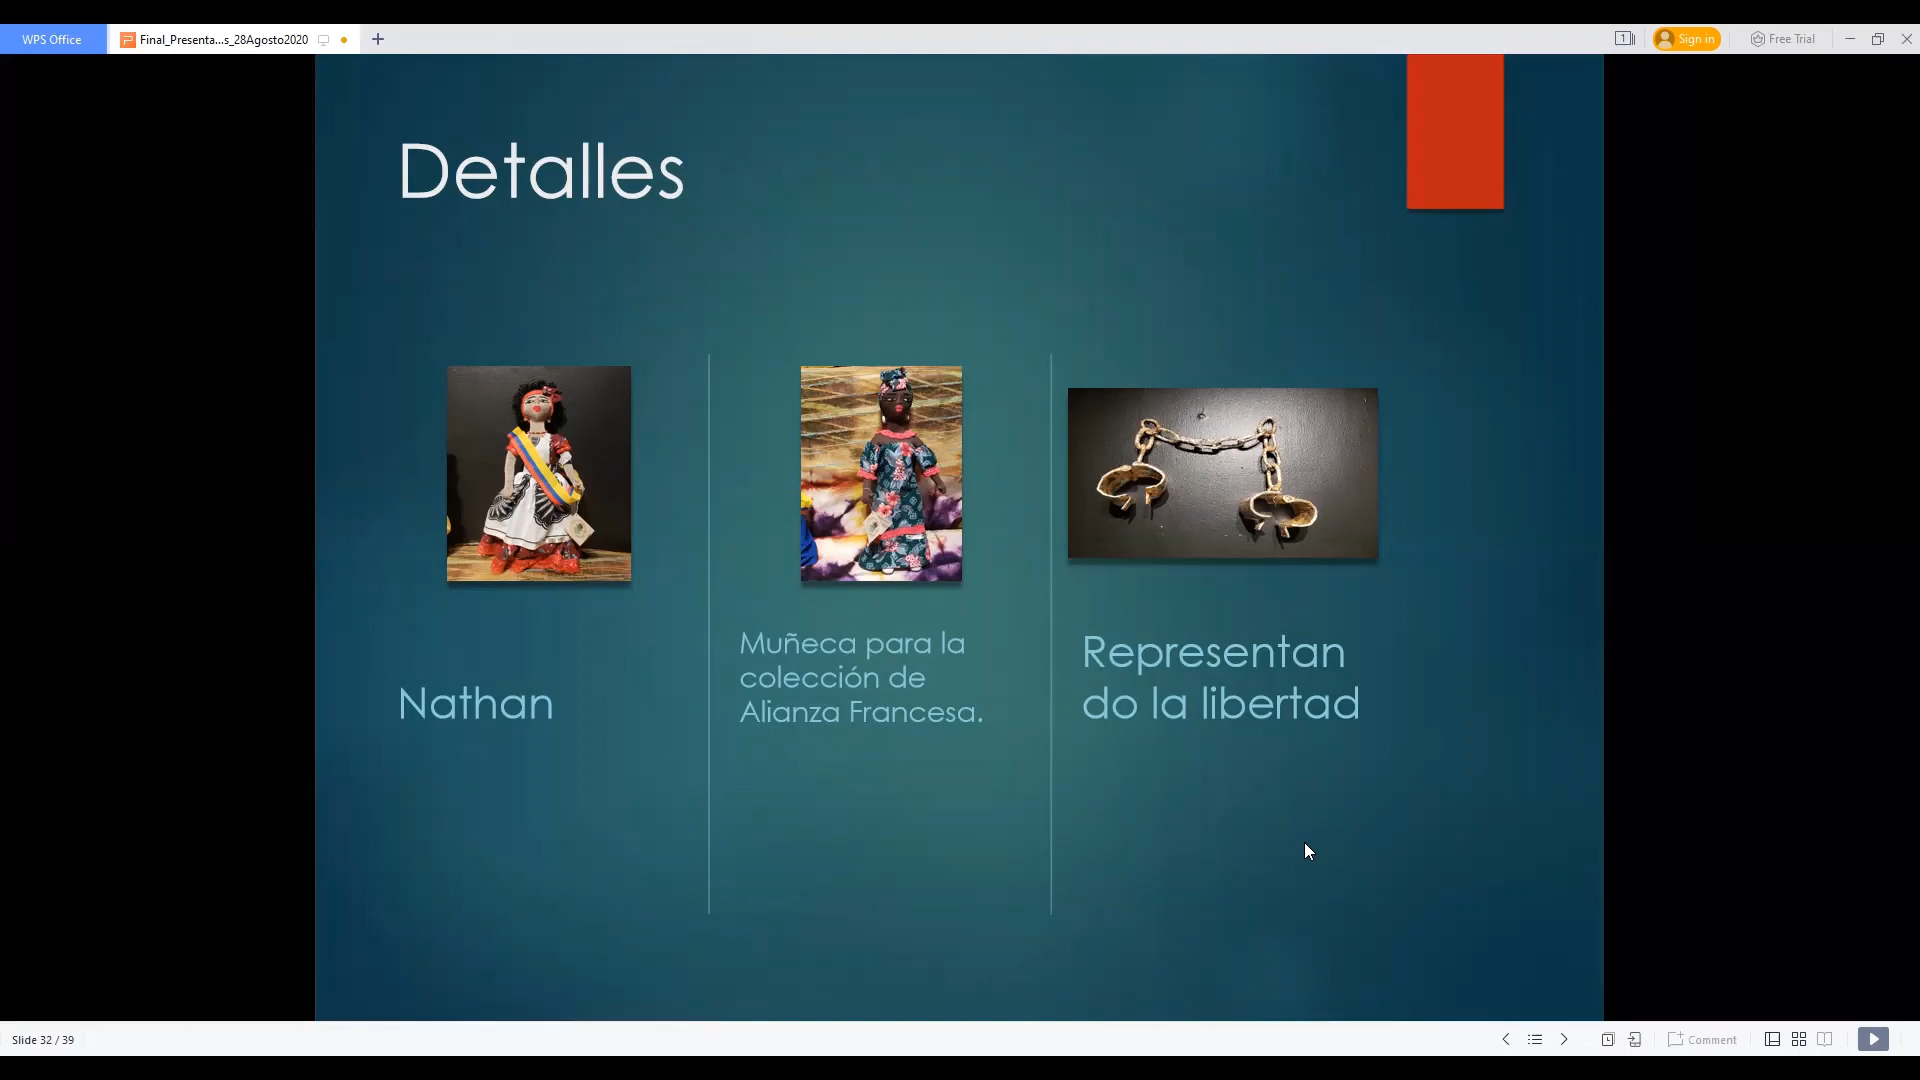 WPS Office
Final_Presenta...s_28Agosto2020
1
Sign in
Free Trial
Detalles
Nathan
Muñeca para la
colección de
Alianza Francesa.
Representan
do la libertad
Slide 32 / 39
Comment